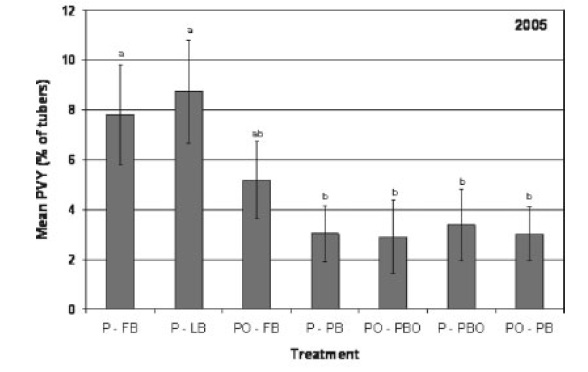 2005
Mean PVY (% of tubers)
12
10
8
6
4
2
0
a
a
ab
b
b
b
b
P - FB
P - LB
PO - FB
P - PB
PO - PBO
P - PBO
PO - PB
Treatment